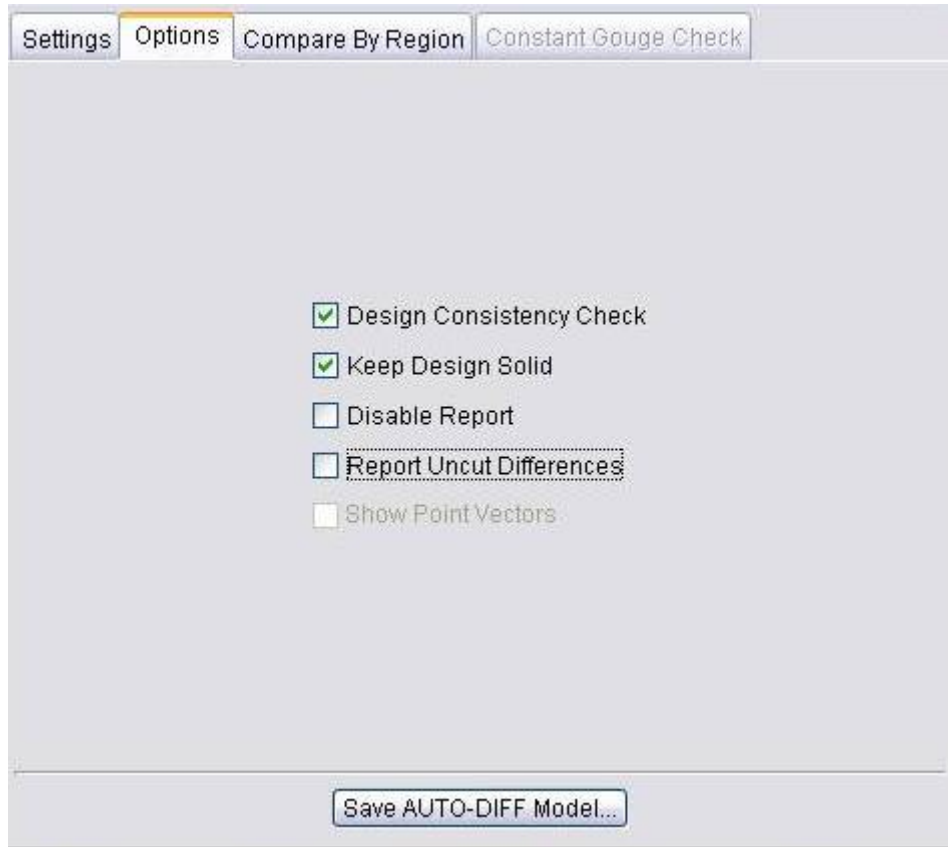 Settings Options Compare By Region Constant Gouge Check
Design Consistency Check
Keep Design Solid
Disable Report
Report Uncut Differences
Show Point Vectors
Save AUTO-DIFF Model...